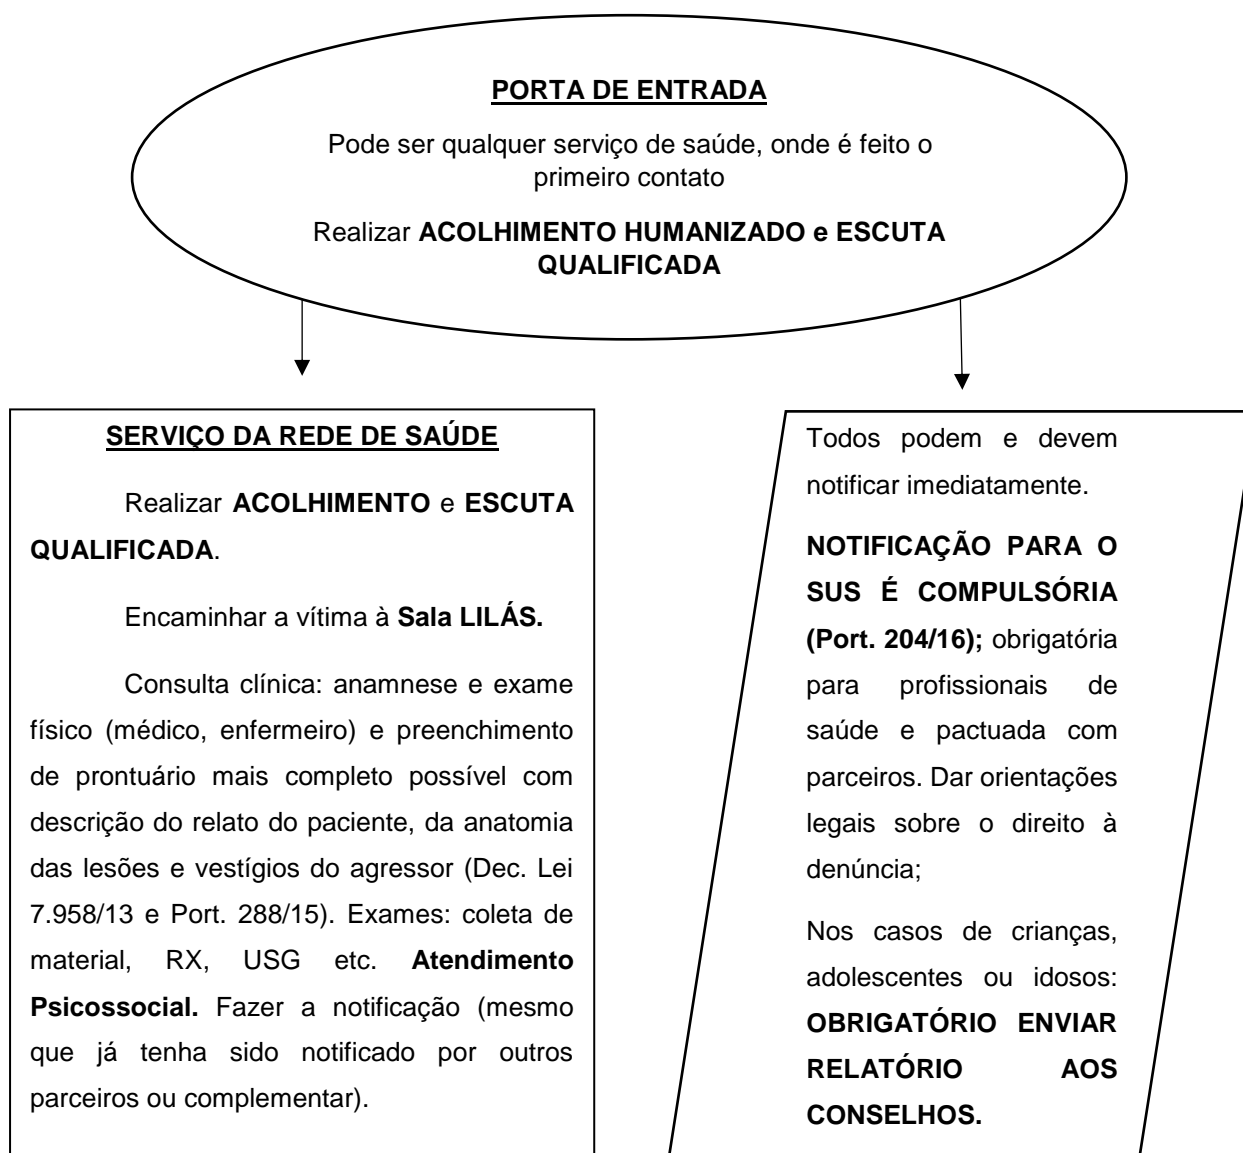 PORTA DE ENTRADA
Pode ser qualquer serviço de saúde, onde é feito o
primeiro contato
Realizar ACOLHIMENTO HUMANIZADO e ESCUTA
QUALIFICADA
SERVIÇO DA REDE DE SAÚDE
Realizar ACOLHIMENTO e ESCUTA
QUALIFICADA.
Encaminhar a vítima à Sala LILÁS.
Consulta clínica: anamnese e exame
físico (médico, enfermeiro) e preenchimento
de prontuário mais completo possível com
descrição do relato do paciente, da anatomia
das lesões e vestígios do agressor (Dec. Lei
7.958/13 e Port. 288/15). Exames: coleta de
material, RX, USG etc. Atendimento
Psicossocial. Fazer a notificação (mesmo
que já tenha sido notificado por outros
parceiros ou complementar).
Todos podem e devem
notificar imediatamente.
NOTIFICAÇÃO PARA O
SUS É COMPULSÓRIA
(Port. 204/16); obrigatória
para profissionais de
saúde e pactuada com
parceiros. Dar orientações
legais sobre o direito à
denúncia;
Nos casos de crianças,
adolescentes ou idosos:
OBRIGATÓRIO ENVIAR
RELATÓRIO AOS
CONSELHOS.